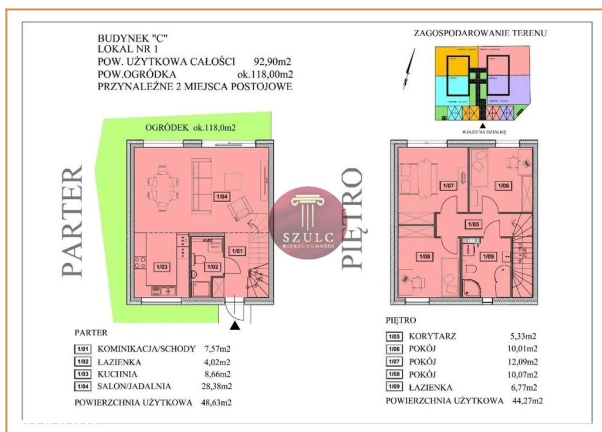 BUDYNEK "C"
LOKAL NR 1
POW. UŻYTKOWA CAŁOŚCI 92,90m2
POW.OGRÓDKA ok.118,00m2
PRZYNALEŻNE 2 MIEJSCA POSTOJOWE
ZAGOSPODAROWANIE TERENU
WJAZD NA DZIAŁKĘ
OGRÓDEK ok.118,0m2
PARTER
1/04
1/03
1/02
1/01
SZULC
NIERUCHOMOŚCI
PIĘTRO
1/07
1/06
1/05
1/08
1/09
PARTER
1/01 KOMINIKACJA/SCHODY 7,57m2
1/02 ŁAZIENKA 4,02m2
1/03 KUCHNIA 8,66m2
1/04 SALON/JADALNIA 28,38m2
POWIERZCHNIA UŻYTKOWA 48,63m2
PIĘTRO
1/05 KORYTARZ 5,33m2
1/06 POKÓJ 10,01m2
1/07 POKÓJ 12,09m2
1/08 POKÓJ 10,07m2
1/09 ŁAZIENKA 6,77m2
POWIERZCHNIA UŻYTKOWA 44,27m2